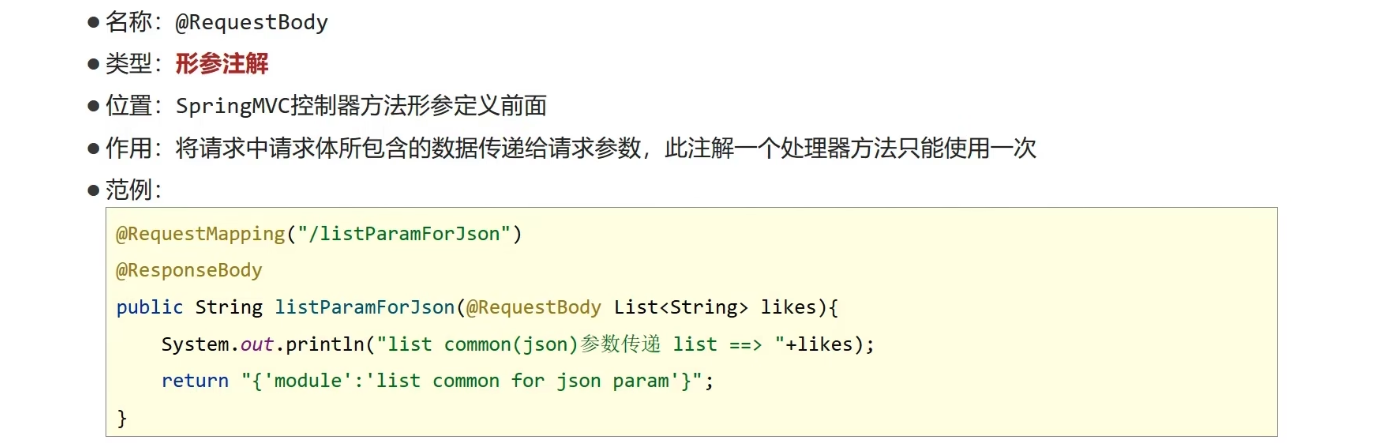 ● 名称：@RequestBody
● 类型：形参注解
● 位置：SpringMVC控制器方法形参定义前面
● 作用：将请求中请求体所包含的数据传递给请求参数，此注解一个处理器方法只能使用一次
● 范例：
@RequestMapping("/listParamForJson")
@ResponseBody
public String listParamForJson(@RequestBody List<String> likes){
    System.out.println("list common(json)参数传递 list ==> "+likes);
    return "{'module':'list common for json param'}";
}